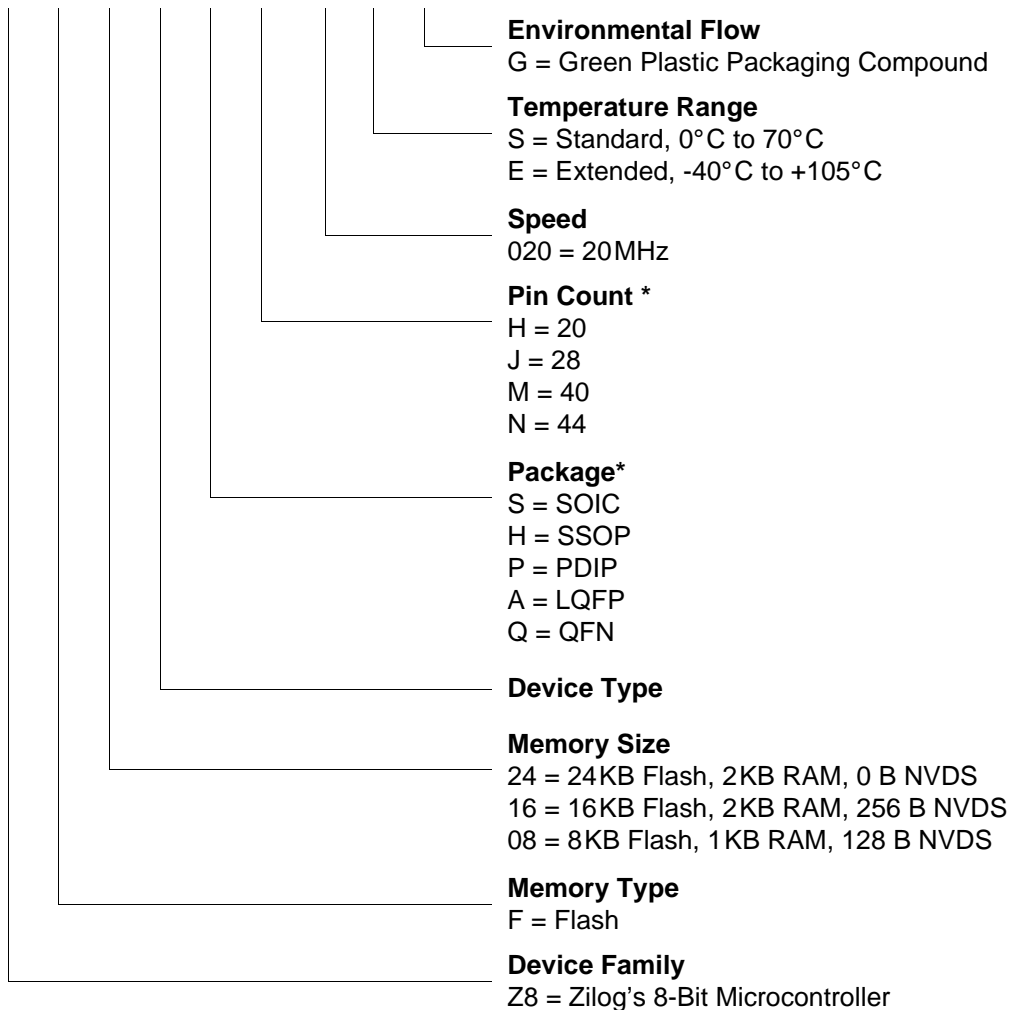 Environmental Flow
G = Green Plastic Packaging Compound
Temperature Range
S = Standard, 0°C to 70°C
E = Extended, -40°C to +105°C
Speed
020 = 20MHz
Pin Count *
H = 20
J = 28
M = 40
N = 44
Package*
S = SOIC
H = SSOP
P = PDIP
A = LQFP
Q = QFN
Device Type
Memory Size
24 = 24KB Flash, 2KB RAM, 0 B NVDS
16 = 16KB Flash, 2KB RAM, 256 B NVDS
08 = 8KB Flash, 1KB RAM, 128 B NVDS
Memory Type
F = Flash
Device Family
Z8 = Zilog's 8-Bit Microcontroller